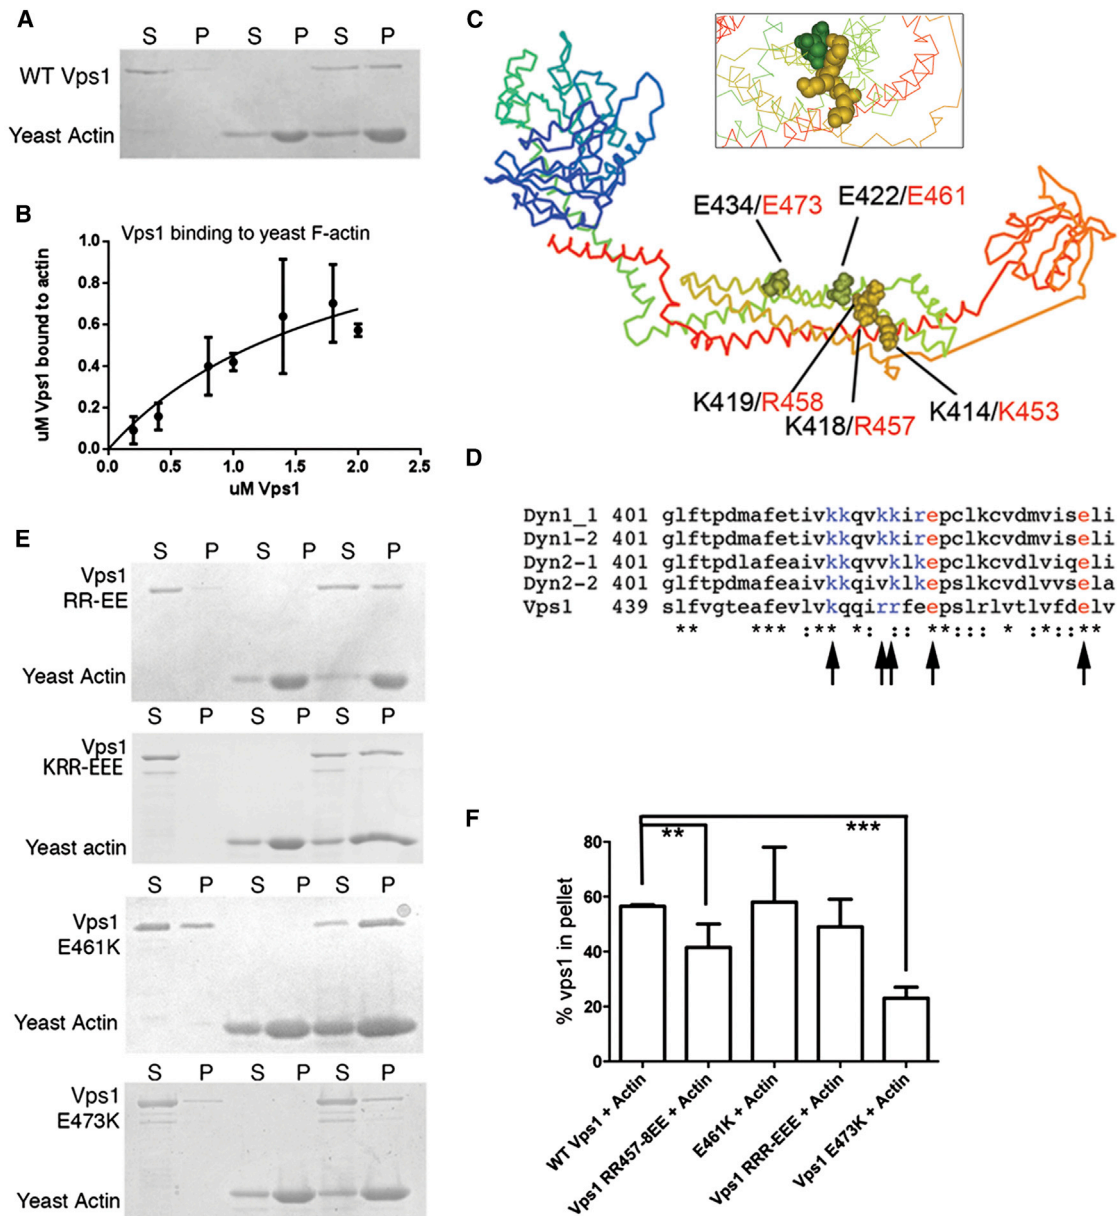 A
S P S P S P
WT Vps1
Yeast Actin
B
Vps1 binding to yeast F-actin
uM Vps1 bound to actin
1.0
0.8
0.6
0.4
0.2
0.0
0.0 0.5 1.0 1.5 2.0 2.5
uM Vps1
C
E434/E473
E422/E461
K419/R458
K418/R457
K414/K453
D
Dyn1_1 401 glftpdmafetivkkqvkkirepclkcvdmviseli
Dyn1-2 401 glftpdmafetivkkqvkkirepclkcvdmviseli
Dyn2-1 401 glftpdlafeaivkkqvvklkepclkcvdlviqeli
Dyn2-2 401 glftpdmafeaivkkqivklkepslkcvdlvvsela
Vps1 439 slfvgteafevlvkqqirrfeepslrlvtlvfdelv
** *** :** *: :: **::: * :*::**
E
S P S P S P
Vps1
RR-EE
Yeast Actin
S P S P S P
Vps1
KRR-EEE
Yeast actin
S P S P S P
Vps1
E461K
Yeast Actin
S P S P S P
Vps1
E473K
Yeast Actin
F
% vps1 in pellet
80
60
40
20
0
**
***
WT Vps1 + Actin
Vps1 RR457-8EE + Actin
E461K + Actin
Vps1 RRR-EEE + Actin
Vps1 E473K + Actin